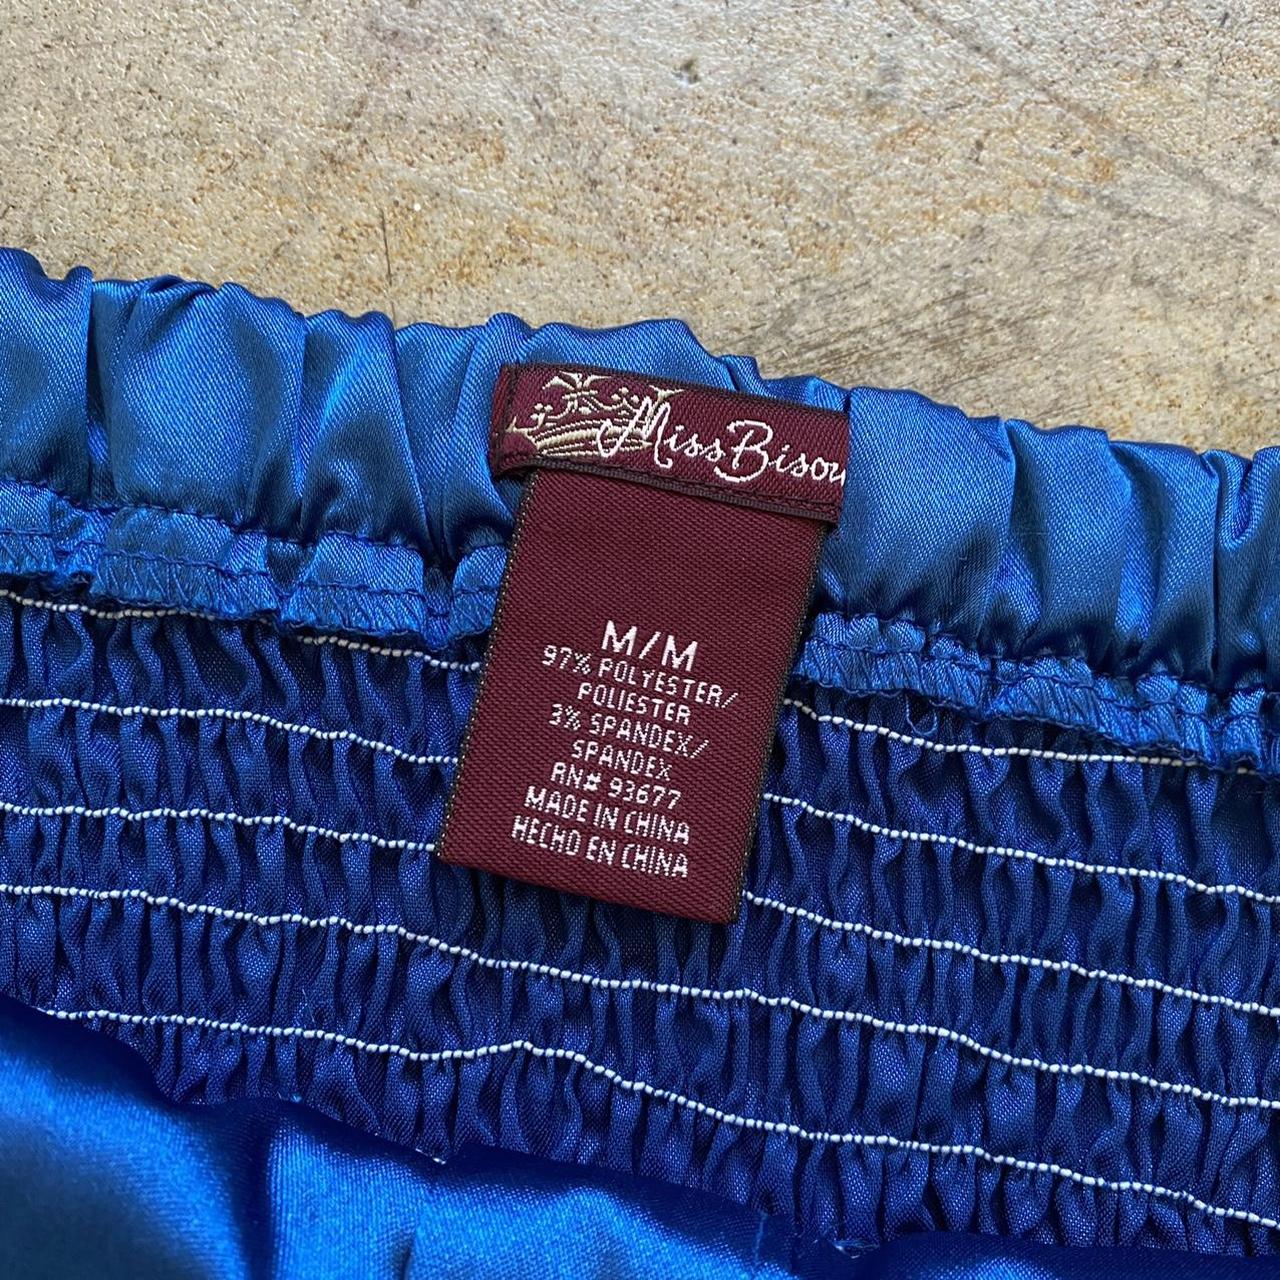 Miss Bisou
M/M
97% POLYESTER/
POLIESTER
3% SPANDEX/
SPANDEX
RN# 93677
MADE IN CHINA
HECHO EN CHINA